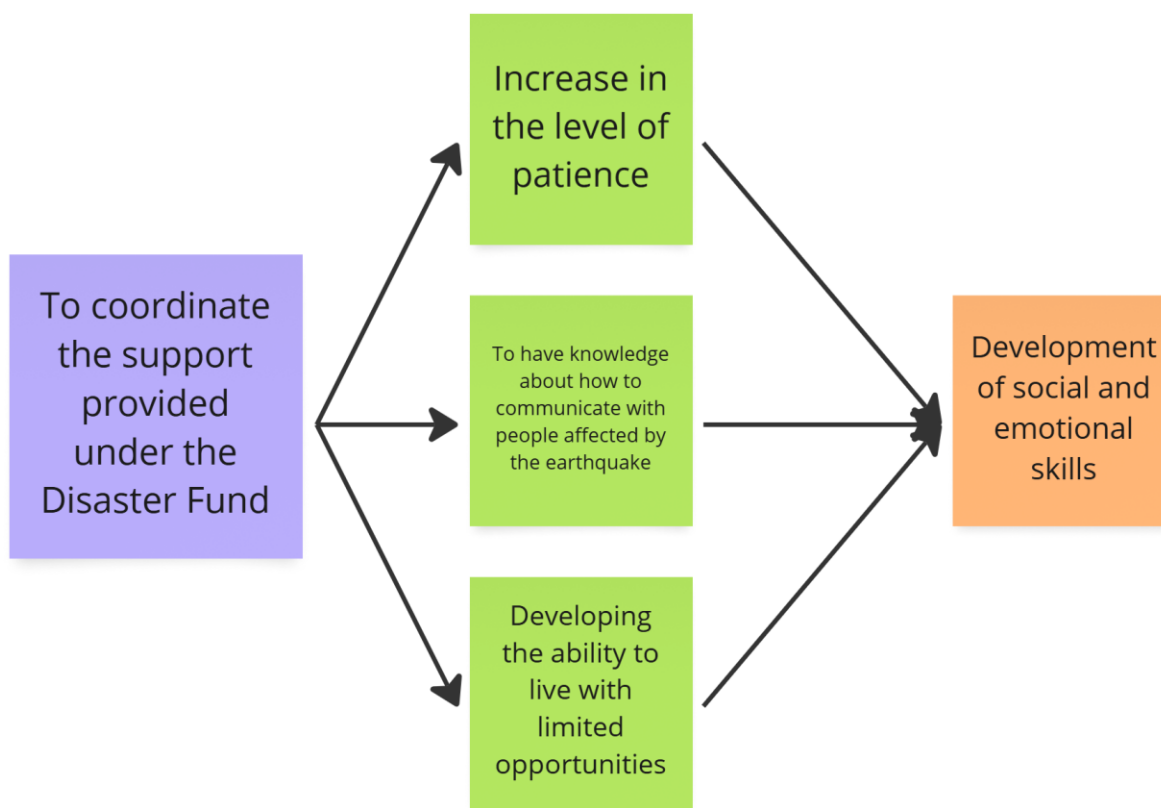 To coordinate
the support
provided
under the
Disaster Fund
Increase in
the level of
patience
To have knowledge
about how to
communicate with
people affected by
the earthquake
Developing
the ability to
live with
limited
opportunities
Development
of social and
emotional
skills